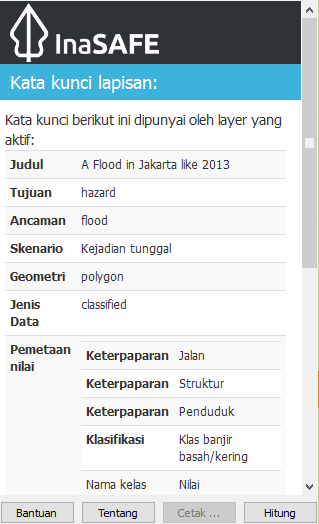 InaSAFE
Kata kunci lapisan:
Kata kunci berikut ini dipunyai oleh layer yang
aktif:
Judul A Flood in Jakarta like 2013
Tujuan hazard
Ancaman flood
Skenario Kejadian tunggal
Geometri polygon
Jenis classified
Data
Pemetaan Keterpaparan Jalan
nilai
Keterpaparan Struktur
Keterpaparan Penduduk
Klasifikasi Klas banjir
basah/kering
Nama kelas Nilai
Bantuan Tentang Cetak ... Hitung